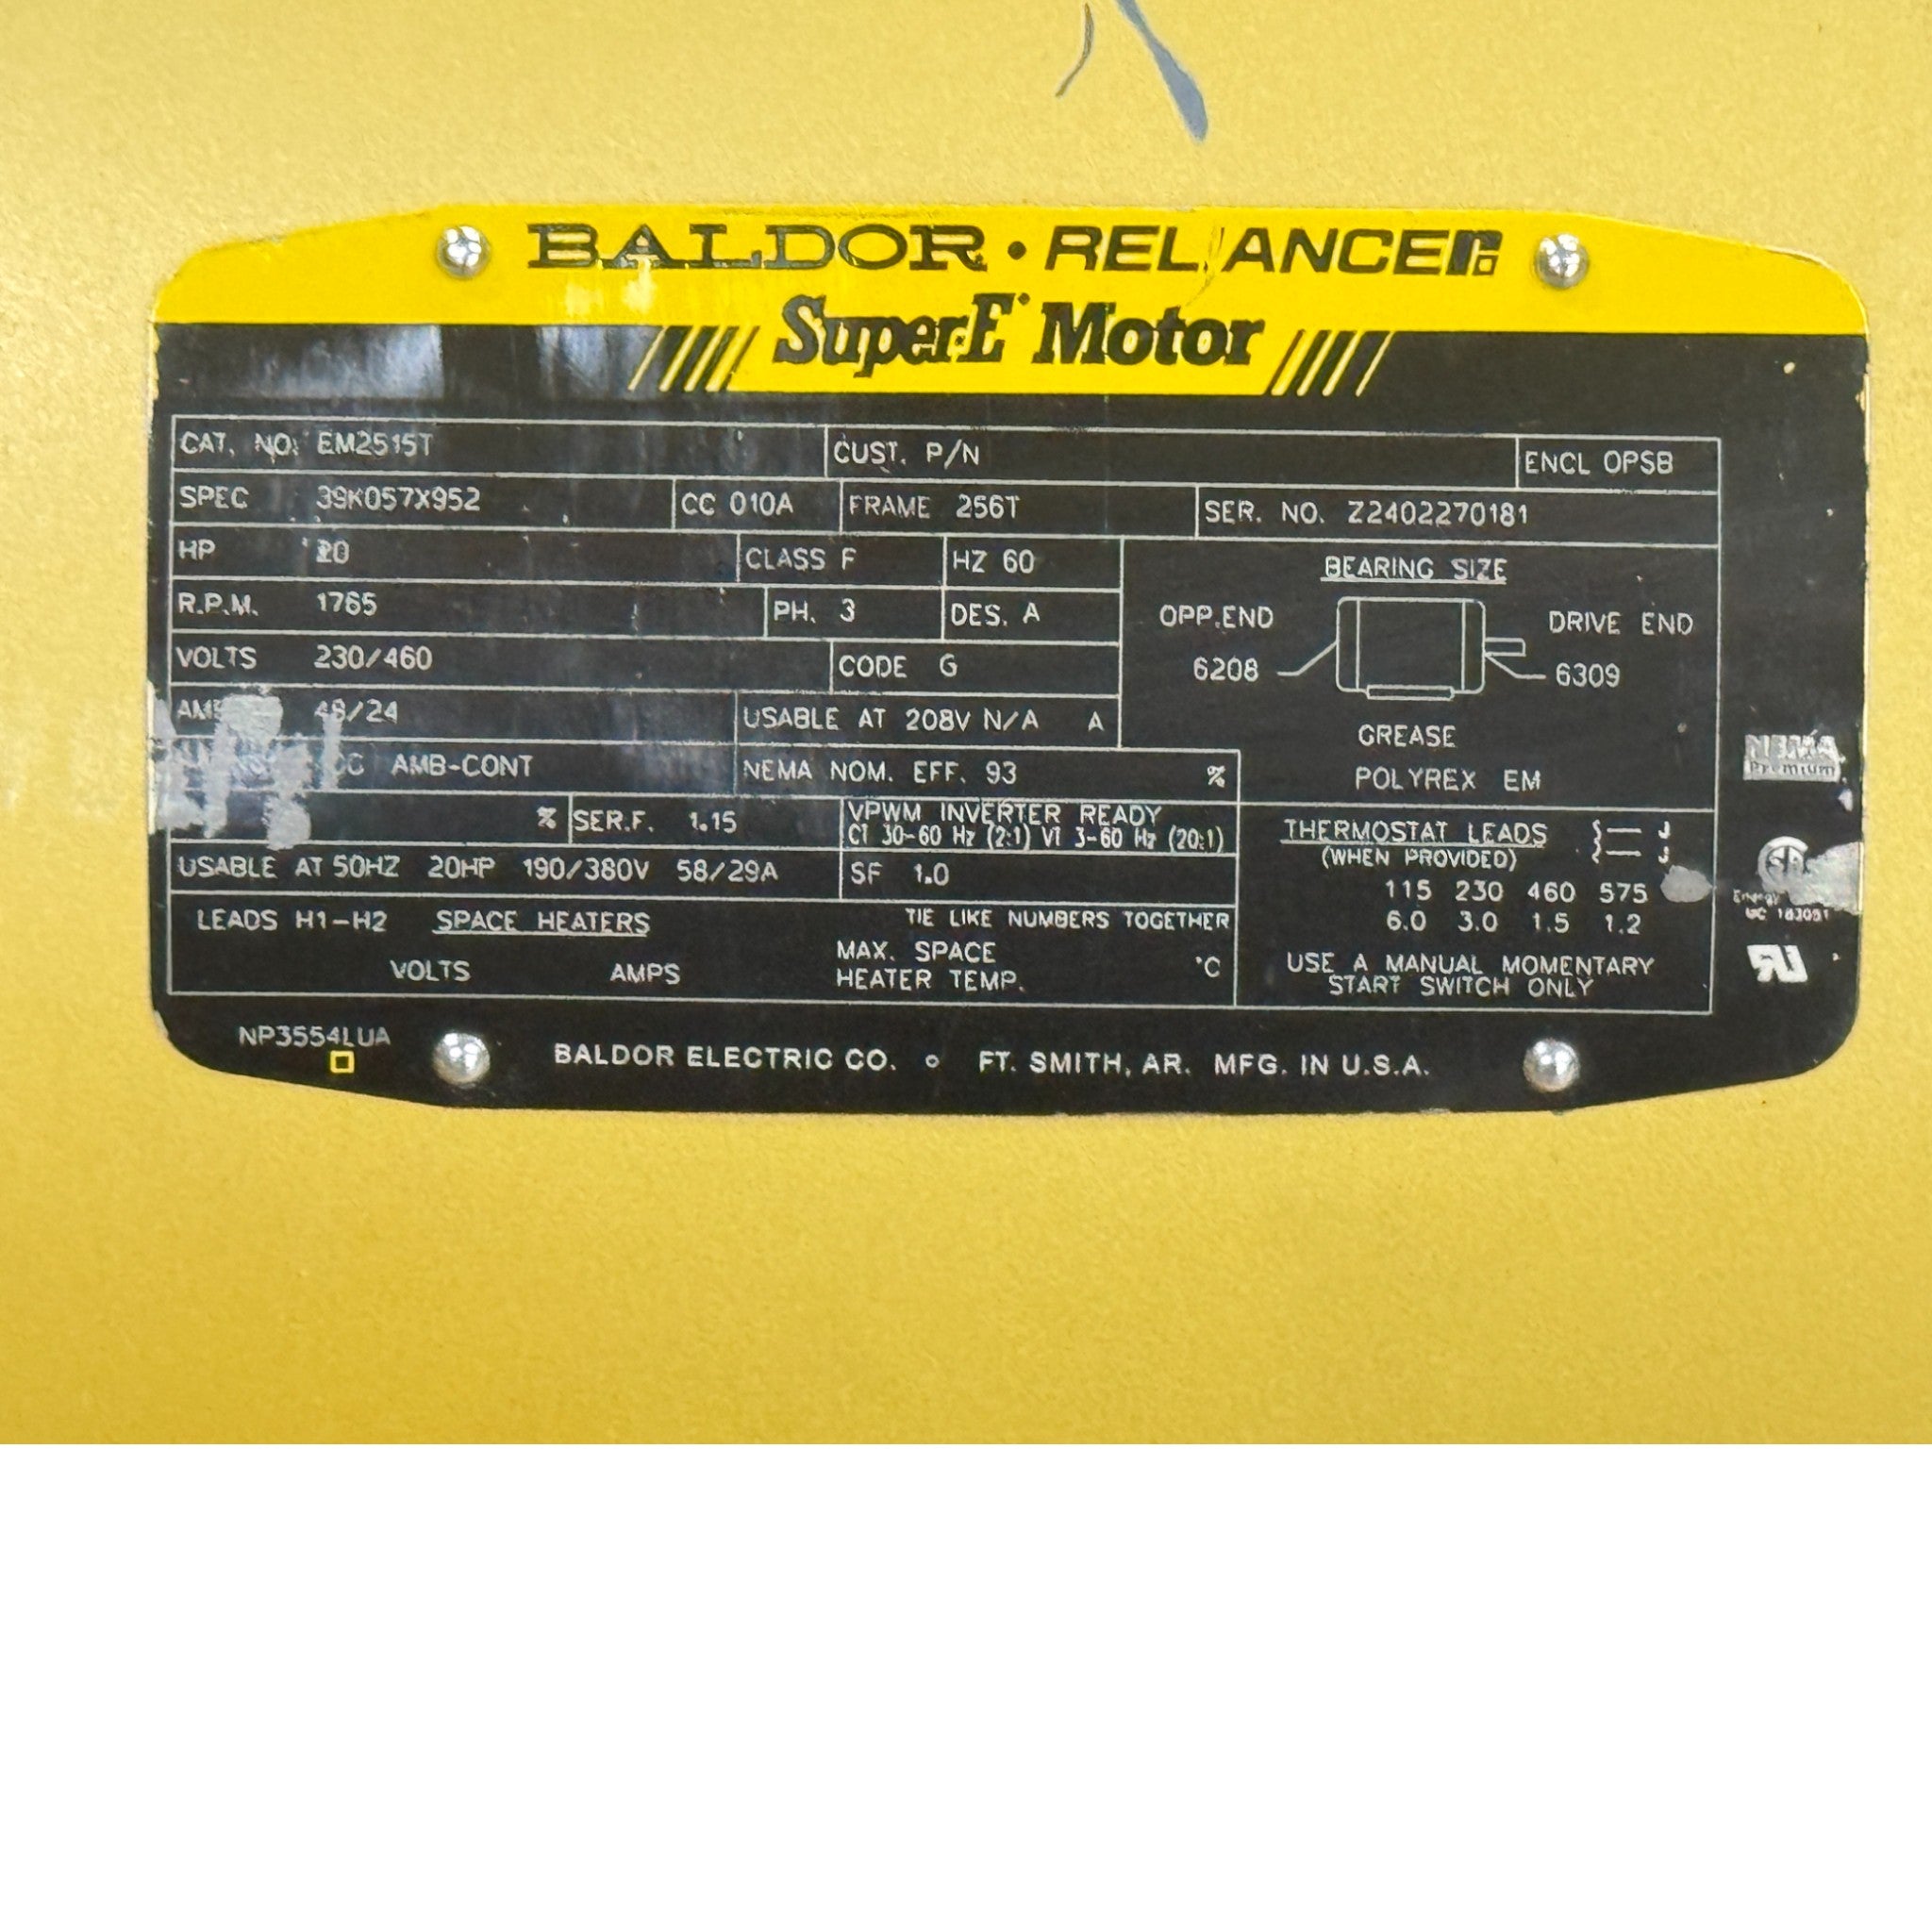 BALDOR • RELIANCE
Super-E Motor
CAT. NO. EM2515T CUST. P/N ENCL OPSB
SPEC 39K057X952 CC 010A FRAME 256T SER. NO. Z2402270181
HP 20 CLASS F HZ 60 BEARING SIZE
R.P.M. 1765 PH. 3 DES. A OPP.END DRIVE END
VOLTS 230/460 CODE G 6208 6309
48/24 USABLE AT 208V N/A A GREASE
AMB-CONT NEMA NOM. EFF. 93 % POLYREX EM
% SER.F. 1.15 VPWM INVERTER READY THERMOSTAT LEADS J
CT 30-60 Hz (2:1) VT 3-60 Hz (20:1) (WHEN PROVIDED) J
USABLE AT 50HZ 20HP 190/380V 58/29A SF 1.0 115 230 460 575
LEADS H1-H2 SPACE HEATERS TIE LIKE NUMBERS TOGETHER 6.0 3.0 1.5 1.2
VOLTS AMPS MAX. SPACE HEATER TEMP. °C USE A MANUAL MOMENTARY
START SWITCH ONLY
NEMA
Premium
Energy
NP3554LUA
BALDOR ELECTRIC CO. ○ FT. SMITH, AR. MFG. IN U.S.A.